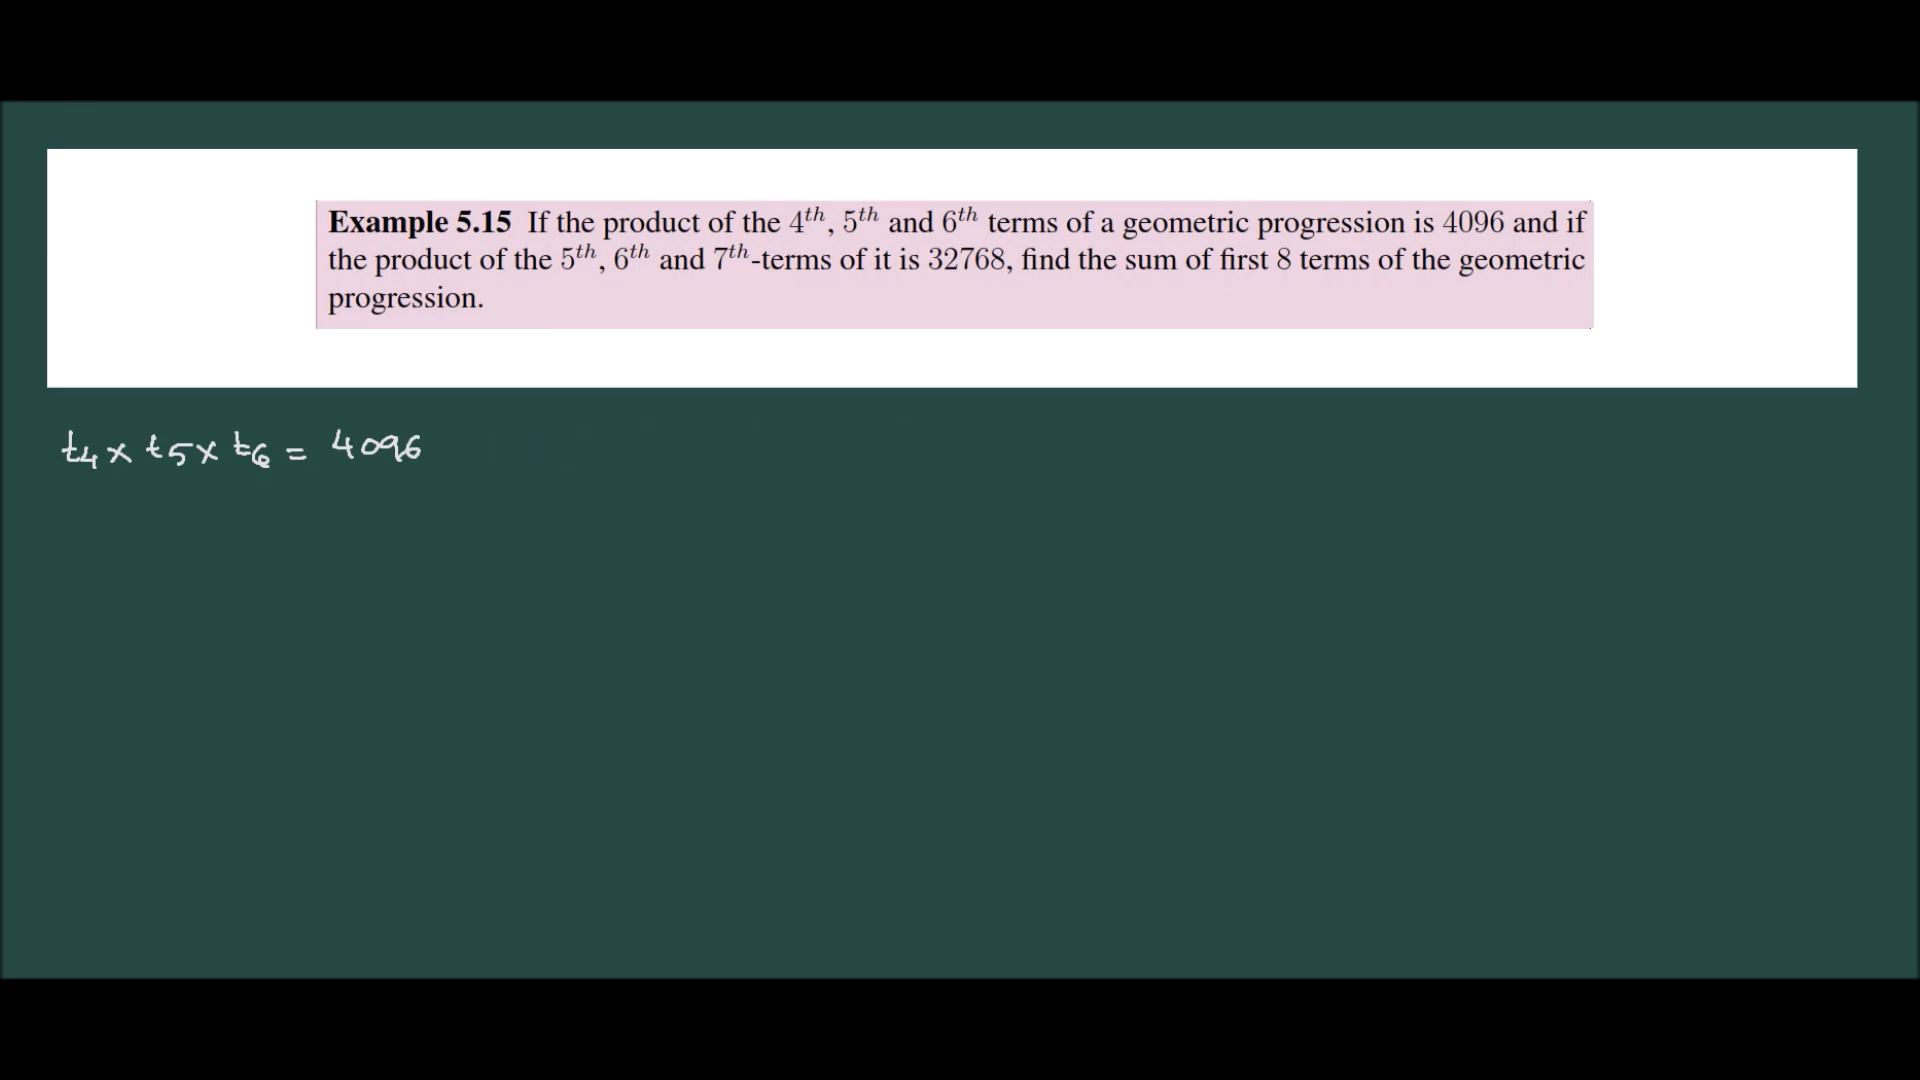 Example 5.15 If the product of the 4th, 5th and 6th terms of a geometric progression is 4096 and if
the product of the 5th, 6th and 7th-terms of it is 32768, find the sum of first 8 terms of the geometric
progression.
t4 x t5 x t6 = 4096